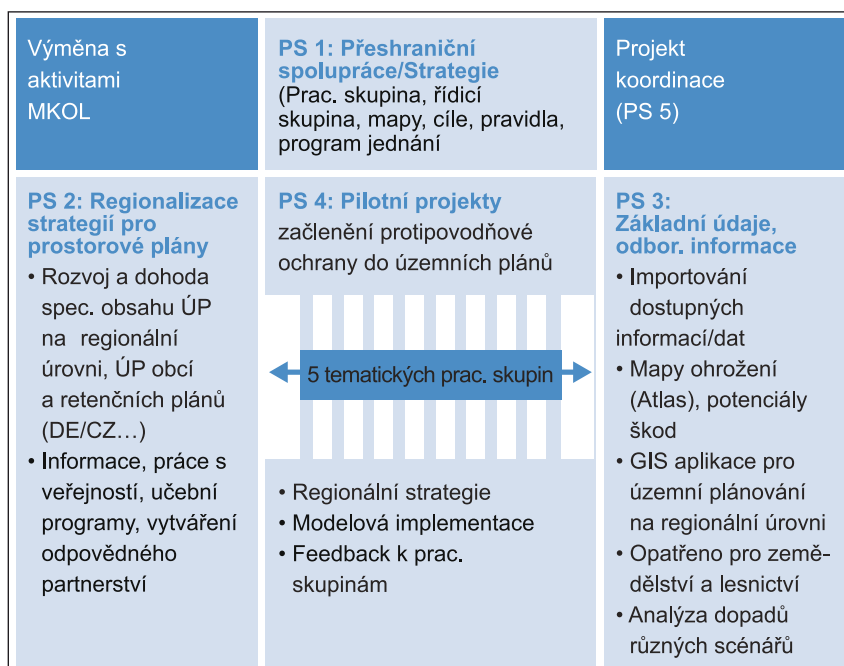 Výměna s
aktivitami
MKOL
PS 1: Přeshraniční
spolupráce/Strategie
(Prac. skupina, řídicí
skupina, mapy, cíle, pravidla,
program jednání
Projekt
koordinace
(PS 5)
PS 2: Regionalizace
strategií pro
prostorové plány
• Rozvoj a dohoda
spec. obsahu ÚP
na regionální
úrovni, ÚP obcí
a retenčních plánů
(DE/CZ…)
• Informace, práce s
veřejností, učební
programy, vytváření
odpovědného
partnerství
PS 4: Pilotní projekty
začlenění protipovodňové
ochrany do územních plánů
5 tematických prac. skupin
• Regionální strategie
• Modelová implementace
• Feedback k prac.
skupinám
PS 3:
Základní údaje,
odbor. informace
• Importování
dostupných
informací/dat
• Mapy ohrožení
(Atlas), potenciály
škod
• GIS aplikace pro
územní plánování
na regionální úrovni
• Opatřeno pro země-
dělství a lesnictví
• Analýza dopadů
různých scénářů